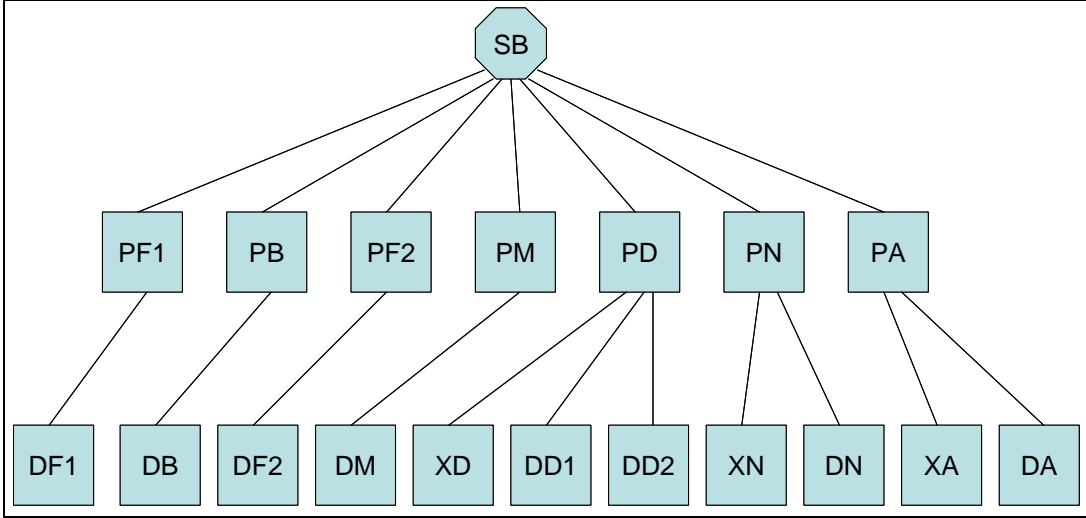 SB
PF1 PB PF2 PM PD PN PA
DF1 DB DF2 DM XD DD1 DD2 XN DN XA DA